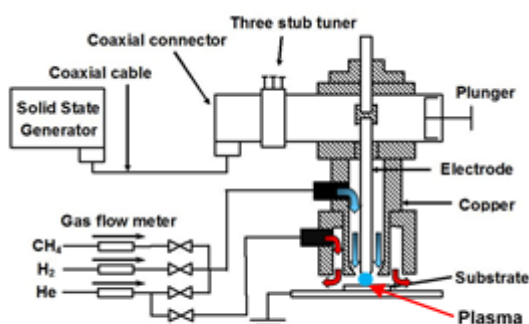 Three stub tuner
Coaxial connector
Coaxial cable
Solid State
Generator
Plunger
Electrode
Copper
Gas flow meter
CH₄
H₂
He
Substrate
Plasma